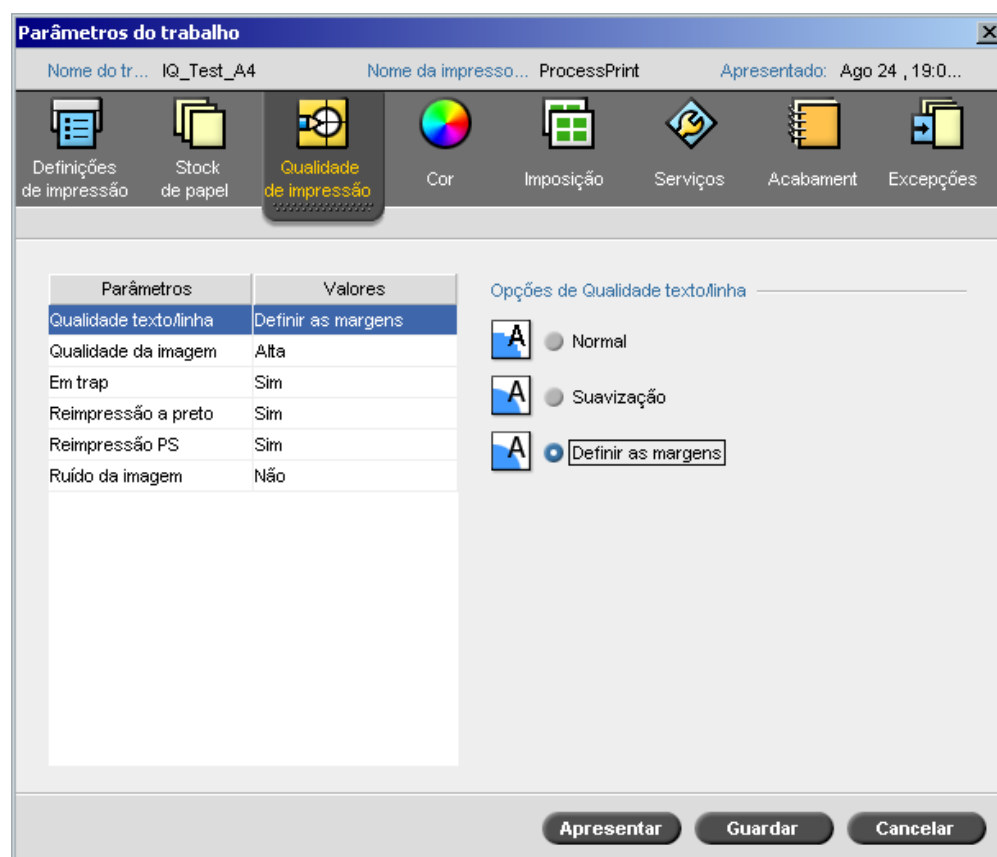 Parâmetros do trabalho
Nome do tr... IQ_Test_A4 Nome da impresso... ProcessPrint Apresentado: Ago 24 , 19:0...
Definições de impressão
Stock de papel
Qualidade de impressão
Cor
Imposição
Serviços
Acabament
Excepções
Parâmetros Valores
Qualidade texto/linha Definir as margens
Qualidade da imagem Alta
Em trap Sim
Reimpressão a preto Sim
Reimpressão PS Sim
Ruído da imagem Não
Opções de Qualidade texto/linha
A Normal
A Suavização
A Definir as margens
Apresentar Guardar Cancelar